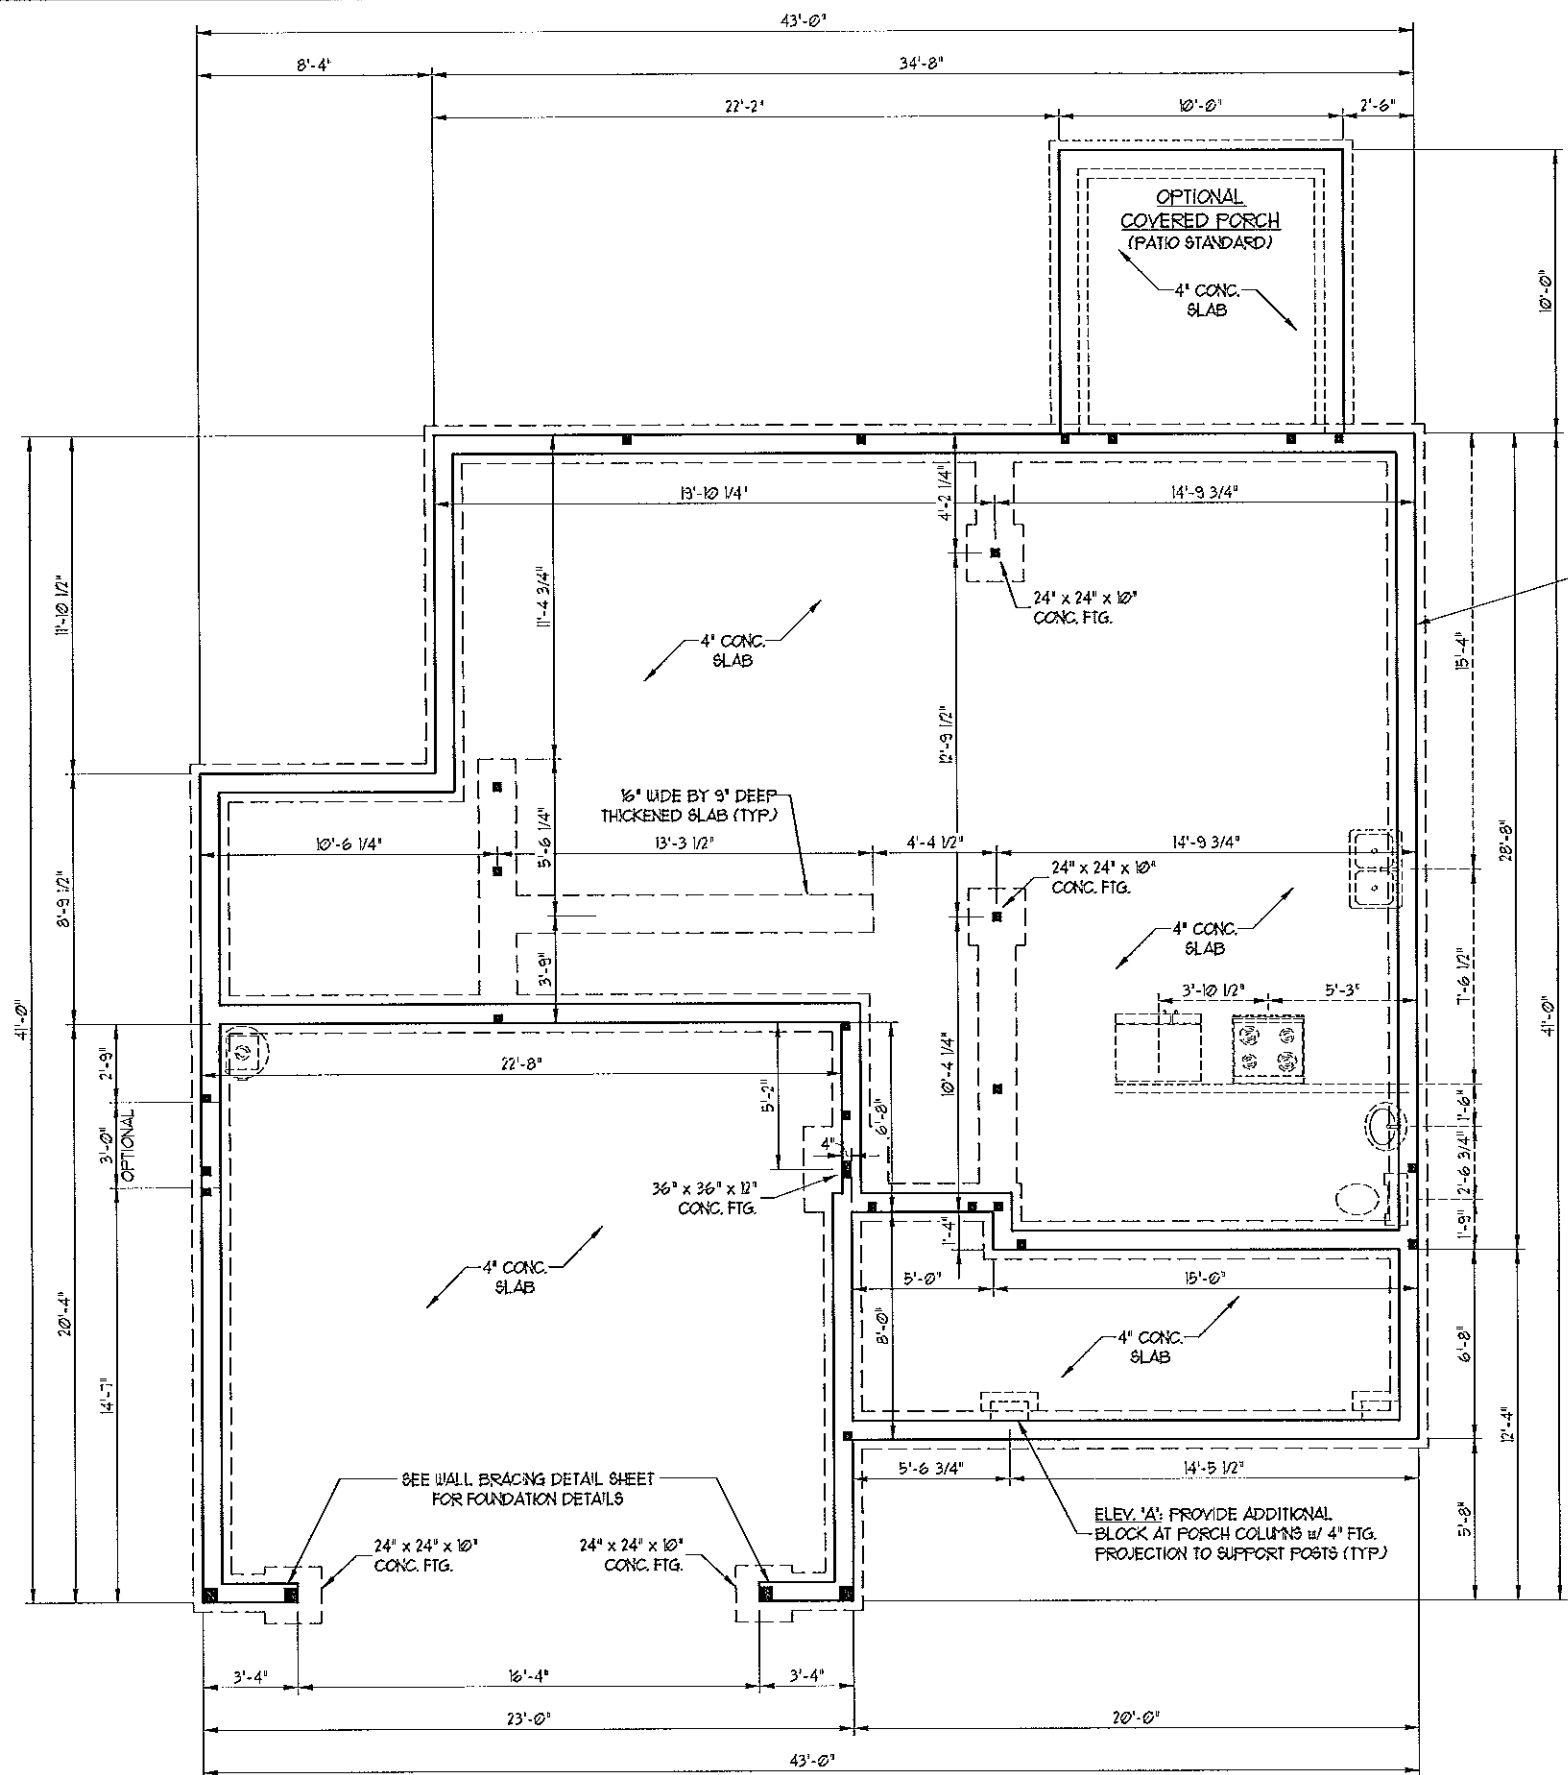 43'-0"
8'-4"
34'-8"
22'-2"
10'-0"
2'-6"
OPTIONAL
COVERED PORCH
(PATIO STANDARD)
4" CONC.
SLAB
10'-0"
4'-2 1/4"
19'-10 1/4"
14'-9 3/4"
11'-4 3/4"
24" x 24" x 10"
CONC. FTG.
11'-10 1/2"
4" CONC.
SLAB
15'-4"
12'-9 1/2"
16" WIDE BY 9" DEEP
THICKENED SLAB (TYP.)
10'-6 1/4"
5'-6 1/4"
13'-3 1/2"
4'-4 1/2"
14'-9 3/4"
28'-8"
24" x 24" x 10"
CONC. FTG.
8'-9 1/2"
4" CONC.
SLAB
3'-9"
7'-6 1/2"
3'-10 1/2"
5'-3"
41'-0"
41'-0"
2'-9"
22'-8"
5'-2"
10'-4 1/4"
6'-8"
1'-6"
3'-0"
OPTIONAL
4"
2'-6 3/4"
36" x 36" x 12"
CONC. FTG.
1'-9"
1'-4"
4" CONC.
SLAB
5'-0"
15'-0"
20'-4"
8'-0"
4" CONC.
SLAB
6'-8"
14'-7"
12'-4"
SEE WALL BRACING DETAIL SHEET
FOR FOUNDATION DETAILS
5'-6 3/4"
14'-5 1/2"
24" x 24" x 10"
CONC. FTG.
24" x 24" x 10"
CONC. FTG.
ELEV. 'A': PROVIDE ADDITIONAL
BLOCK AT PORCH COLUMNS w/ 4" FTG.
PROJECTION TO SUPPORT POSTS (TYP.)
5'-8"
3'-4"
16'-4"
3'-4"
23'-0"
20'-0"
43'-0"